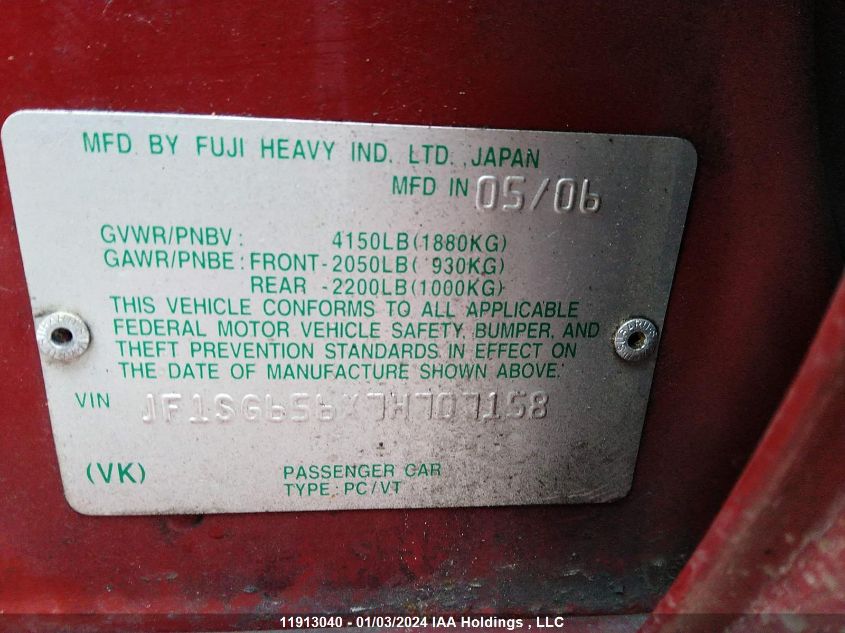 MFD. BY FUJI HEAVY IND. LTD. JAPAN
MFD IN 05/06
GVWR/PNBV: 4150LB(1880KG)
GAWR/PNBE: FRONT-2050LB( 930KG)
REAR -2200LB(1000KG)
THIS VEHICLE CONFORMS TO ALL APPLICABLE
FEDERAL MOTOR VEHICLE SAFETY BUMPER, AND
THEFT PREVENTION STANDARDS IN EFFECT ON
THE DATE OF MANUFACTURE SHOWN ABOVE.
VIN JF1SG656X7H707158
(VK) PASSENGER CAR
TYPE: PC/VT
11913040 - 01/03/2024 IAA Holdings , LLC